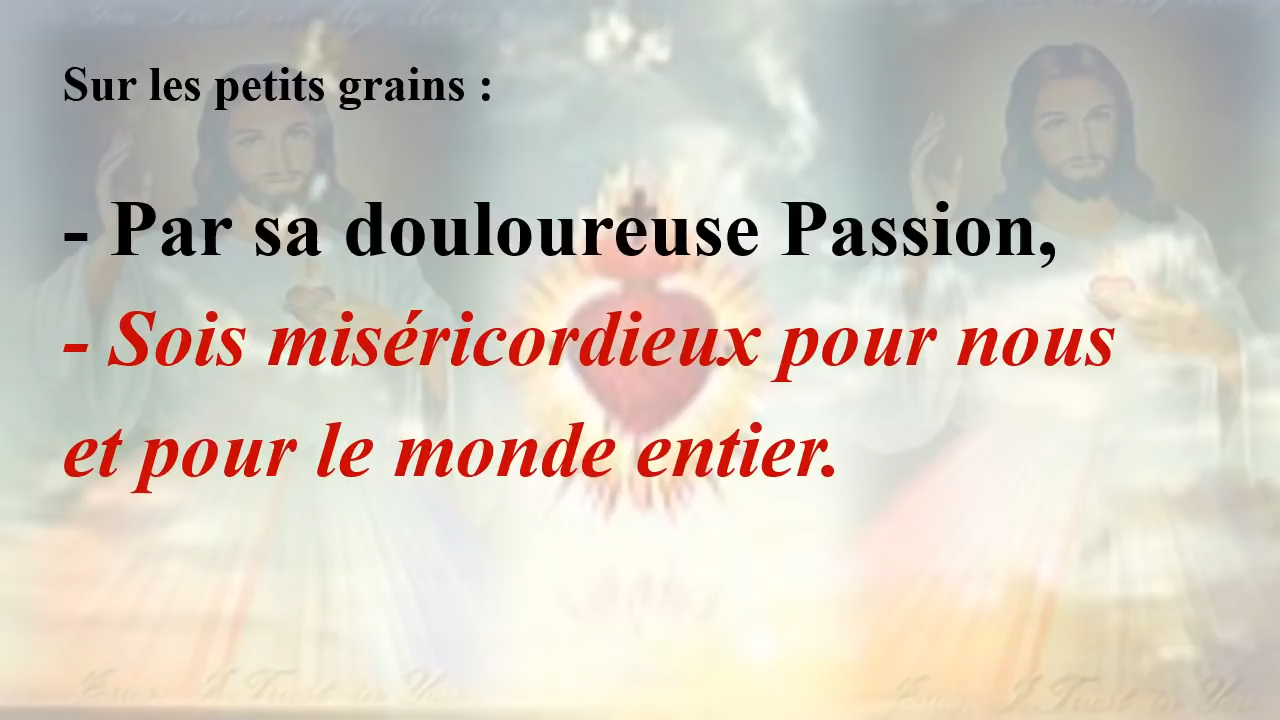 Sur les petits grains :
- Par sa douloureuse Passion,
- Sois miséricordieux pour nous
et pour le monde entier.